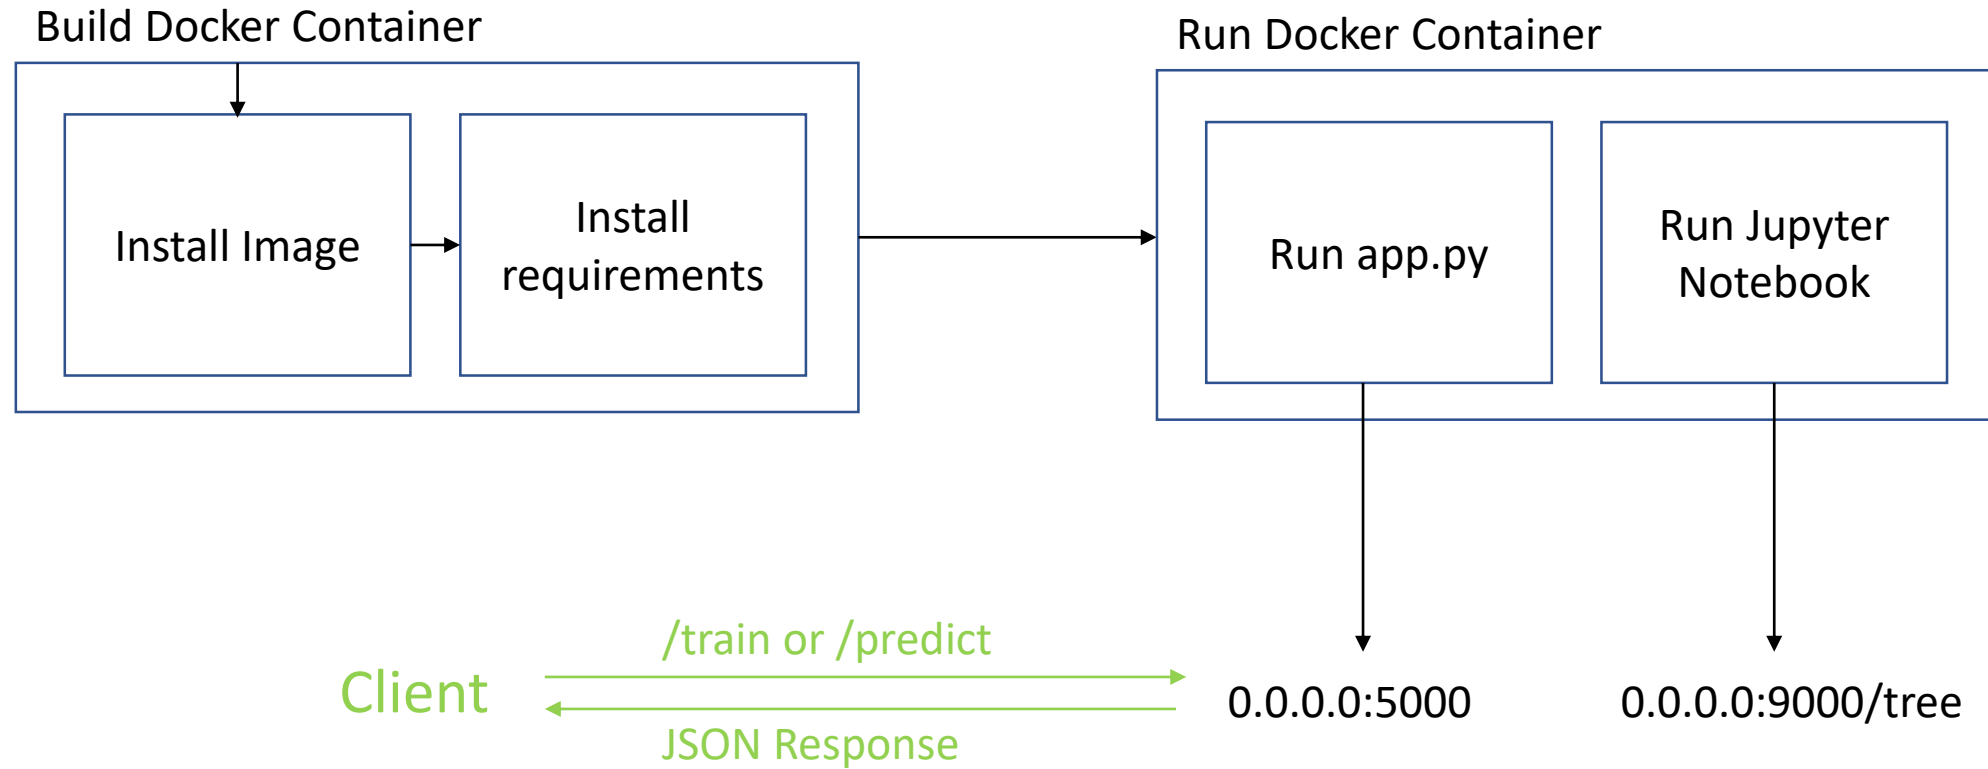 Build Docker Container
Install Image
Install
requirements
Run Docker Container
Run app.py
Run Jupyter
Notebook
/train or /predict
Client
JSON Response
0.0.0.0:5000
0.0.0.0:9000/tree